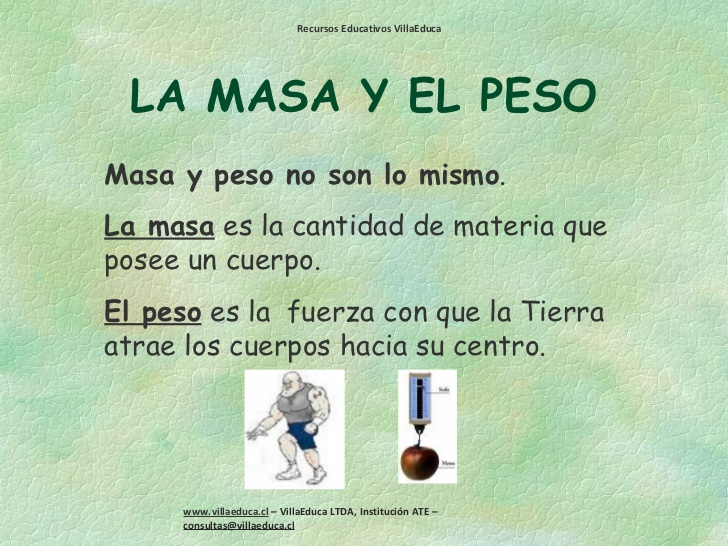 Recursos Educativos VillaEduca
LA MASA Y EL PESO
Masa y peso no son lo mismo.
La masa es la cantidad de materia que
posee un cuerpo.
El peso es la fuerza con que la Tierra
atrae los cuerpos hacia su centro.
www.villaeduca.cl – VillaEduca LTDA, Institución ATE –
consultas@villaeduca.cl